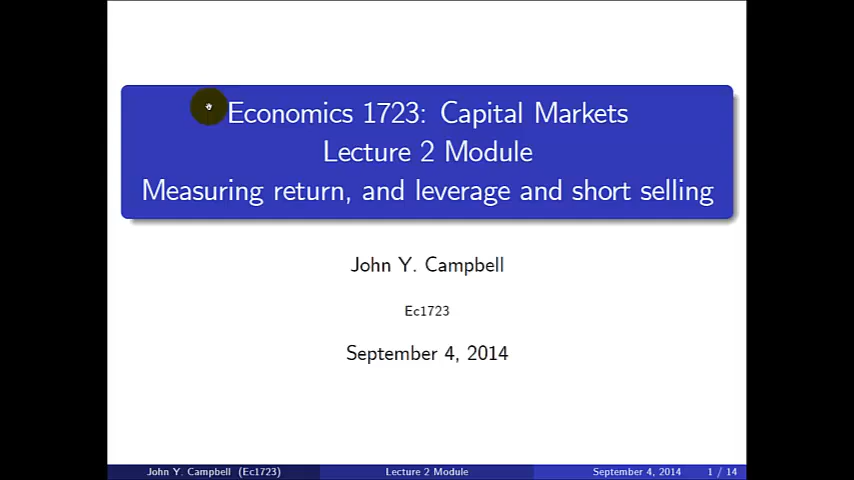 Economics 1723: Capital Markets
Lecture 2 Module
Measuring return, and leverage and short selling
John Y. Campbell
Ec1723
September 4, 2014
John Y. Campbell (Ec1723) Lecture 2 Module September 4, 2014 1 / 14